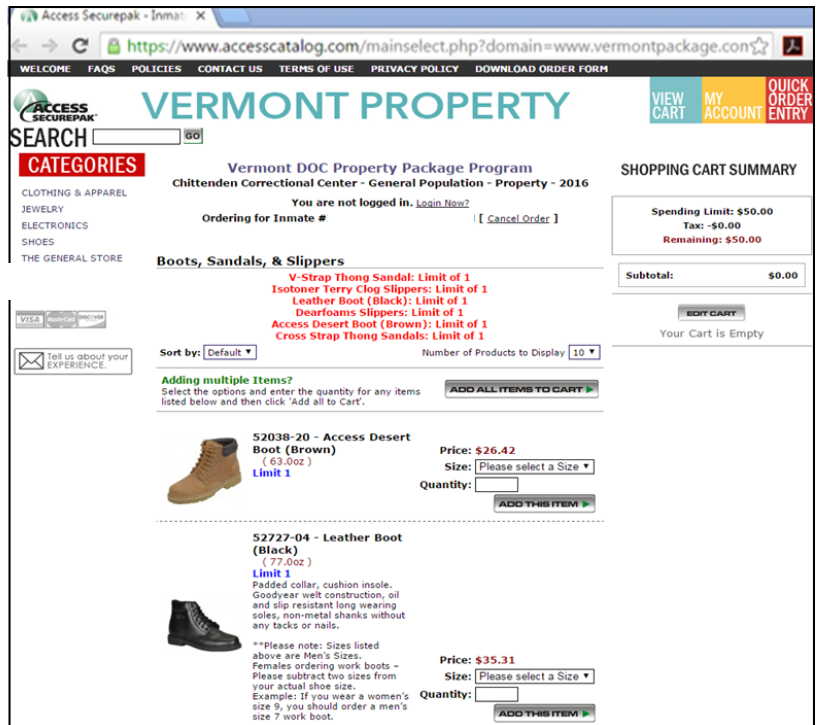 Access Securepak - Inmat
https://www.accesscatalog.com/mainselect.php?domain=www.vermontpackage.con
WELCOME FAQS POLICIES CONTACT US TERMS OF USE PRIVACY POLICY DOWNLOAD ORDER FORM
ACCESS
SECUREPAK
VERMONT PROPERTY
VIEW
CART
MY
ACCOUNT
QUICK
ORDER
ENTRY
SEARCH GO
CATEGORIES
CLOTHING & APPAREL
JEWELRY
ELECTRONICS
SHOES
THE GENERAL STORE
VISA MasterCard DISCOVER
Tell us about your
EXPERIENCE.
Vermont DOC Property Package Program
Chittenden Correctional Center - General Population - Property - 2016
You are not logged in. Login Now?
Ordering for Inmate # [ Cancel Order ]
Boots, Sandals, & Slippers
V-Strap Thong Sandal: Limit of 1
Isotoner Terry Clog Slippers: Limit of 1
Leather Boot (Black): Limit of 1
Dearfoams Slippers: Limit of 1
Access Desert Boot (Brown): Limit of 1
Cross Strap Thong Sandals: Limit of 1
Sort by: Default Number of Products to Display 10
Adding multiple Items?
Select the options and enter the quantity for any items
listed below and then click 'Add all to Cart'.
ADD ALL ITEMS TO CART
52038-20 - Access Desert
Boot (Brown)
( 63.0oz )
Limit 1
Price: $26.42
Size: Please select a Size
Quantity:
ADD THIS ITEM
52727-04 - Leather Boot
(Black)
( 77.0oz )
Limit 1
Padded collar, cushion insole.
Goodyear welt construction, oil
and slip resistant long wearing
soles, non-metal shanks without
any tacks or nails.
**Please note: Sizes listed
above are Men's Sizes.
Females ordering work boots –
Please subtract two sizes from
your actual shoe size.
Example: If you wear a women's
size 9, you should order a men's
size 7 work boot.
Price: $35.31
Size: Please select a Size
Quantity:
ADD THIS ITEM
SHOPPING CART SUMMARY
Spending Limit: $50.00
Tax: -$0.00
Remaining: $50.00
Subtotal: $0.00
EDIT CART
Your Cart is Empty